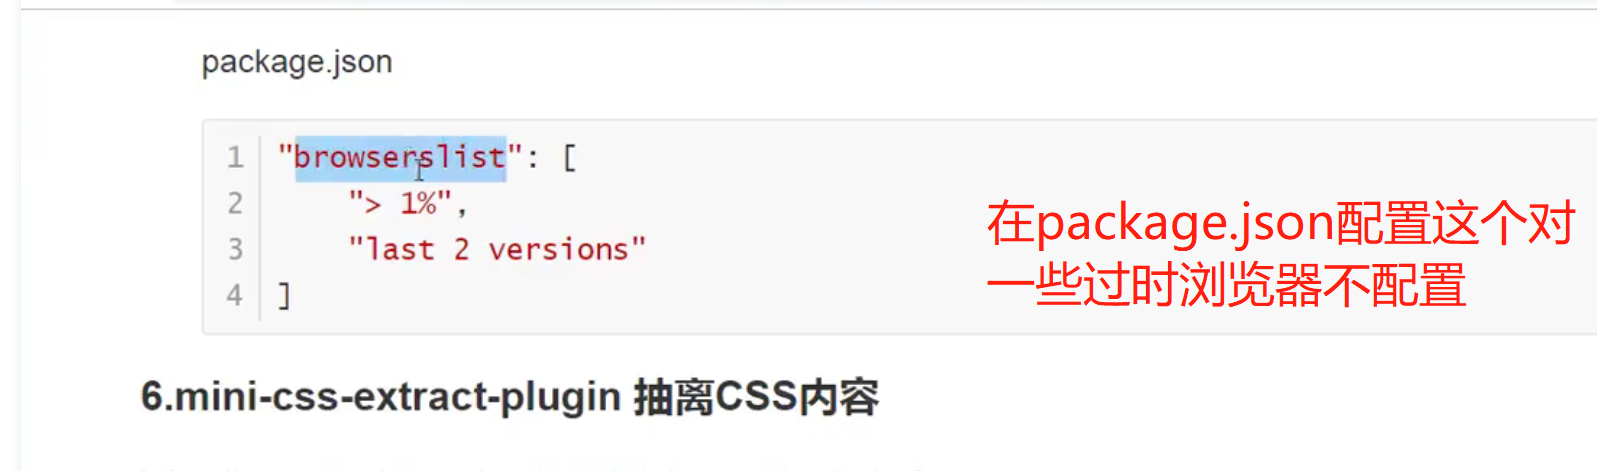 package.json
1 "browserslist": [
2 "> 1%",
3 "last 2 versions"
4 ]
在package.json配置这个对
一些过时浏览器不配置
6.mini-css-extract-plugin 抽离CSS内容